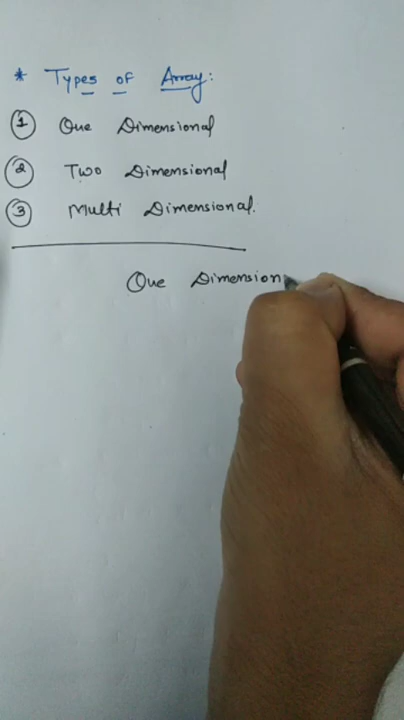 * Types of Array:
① One Dimensional
② Two Dimensional
③ Multi Dimensional.
One Dimension